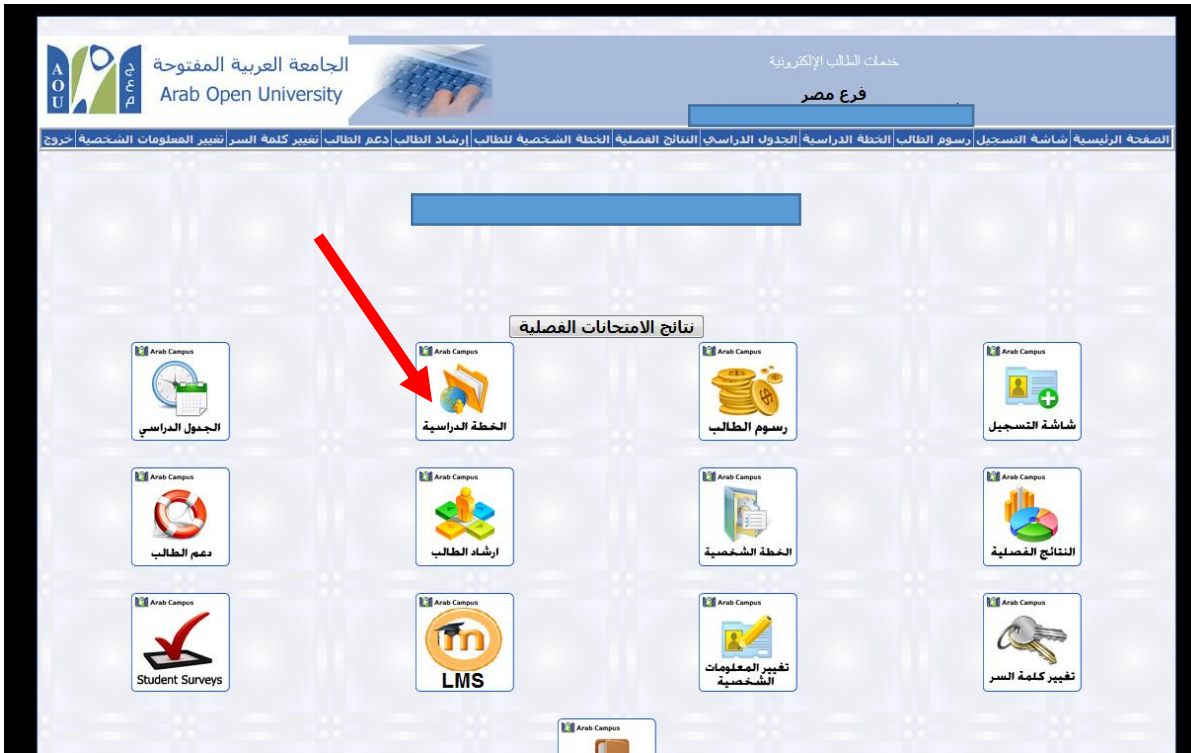 خدمات الطالب الإلكترونية
فرع مصر
الجامعة العربية المفتوحة
Arab Open University
A O U
ج ع م
الصفحة الرئيسية|شاشة التسجيل|رسوم الطالب|الخطة الدراسية|الجدول الدراسي|النتائج الفصلية|الخطة الشخصية للطالب|إرشاد الطالب|دعم الطالب|تغيير كلمة السر|تغيير المعلومات الشخصية|خروج
نتائج الامتحانات الفصلية
Arab Campus
شاشة التسجيل
Arab Campus
رسوم الطالب
Arab Campus
الخطة الدراسية
Arab Campus
الجدول الدراسي
Arab Campus
النتائج الفصلية
Arab Campus
الخطة الشخصية
Arab Campus
ارشاد الطالب
Arab Campus
دعم الطالب
Arab Campus
تغيير كلمة السر
Arab Campus
تغيير المعلومات
الشخصية
Arab Campus
m
LMS
Arab Campus
Student Surveys
Arab Campus